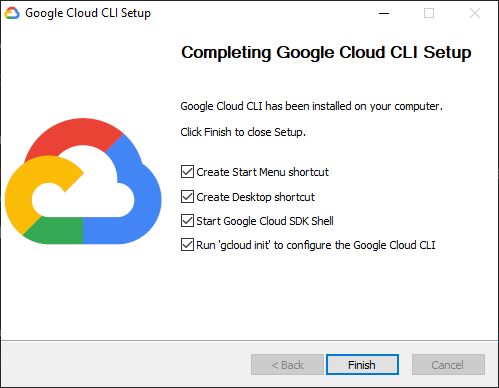 Google Cloud CLI Setup
Completing Google Cloud CLI Setup
Google Cloud CLI has been installed on your computer.
Click Finish to close Setup.
Create Start Menu shortcut
Create Desktop shortcut
Start Google Cloud SDK Shell
Run 'gcloud init' to configure the Google Cloud CLI
< Back Finish Cancel